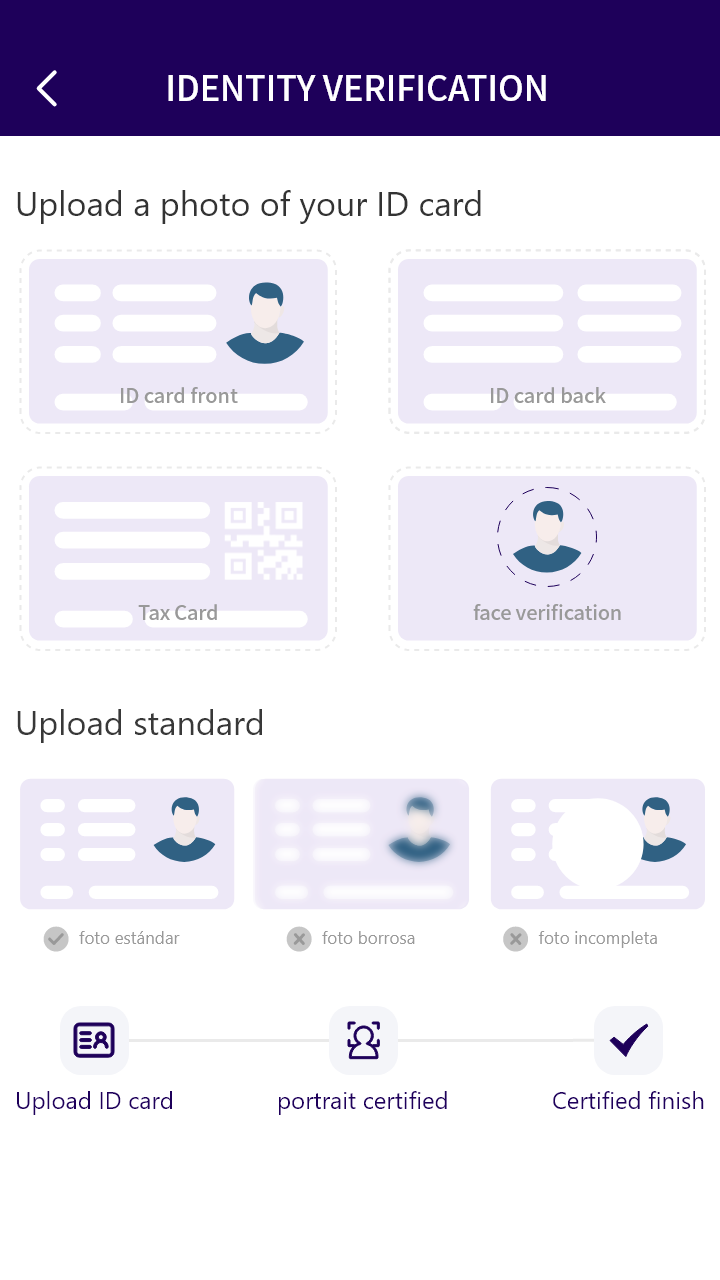 IDENTITY VERIFICATION
Upload a photo of your ID card
ID card front
ID card back
Tax Card
face verification
Upload standard
foto estándar
foto borrosa
foto incompleta
Upload ID card
portrait certified
Certified finish